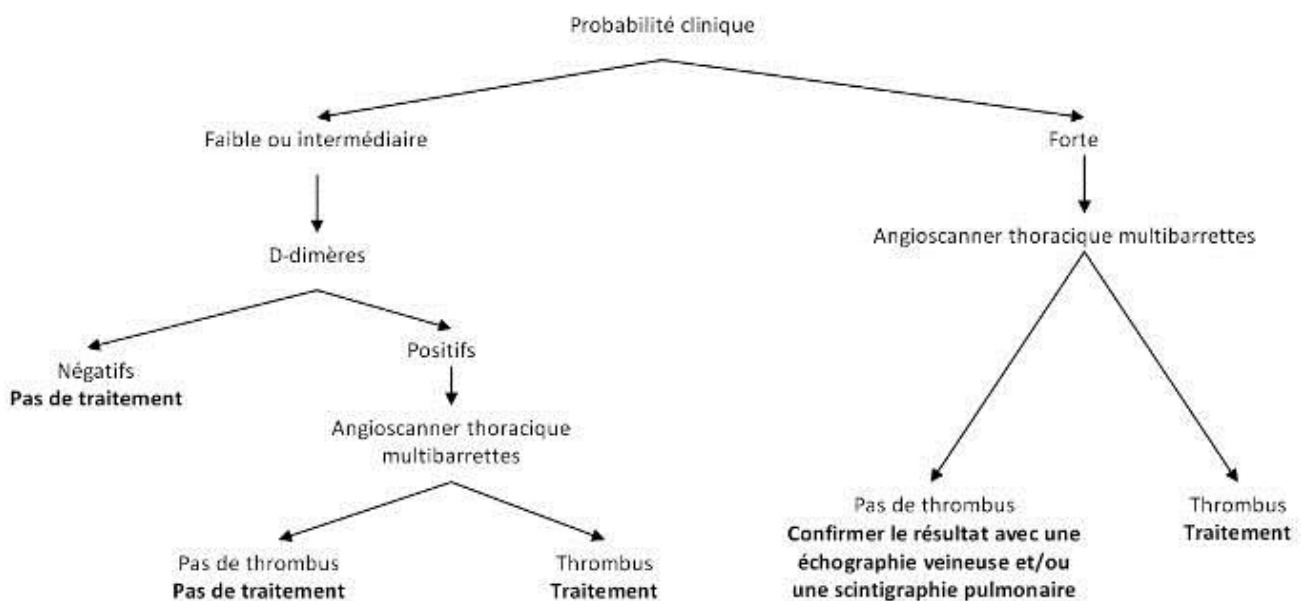 Probabilité clinique
Faible ou intermédiaire
Forte
D-dimères
Angioscanner thoracique multibarrettes
Négatifs
Pas de traitement
Positifs
Angioscanner thoracique
multibarrettes
Pas de thrombus
Pas de traitement
Thrombus
Traitement
Pas de thrombus
Confirmer le résultat avec une
échographie veineuse et/ou
une scintigraphie pulmonaire
Thrombus
Traitement